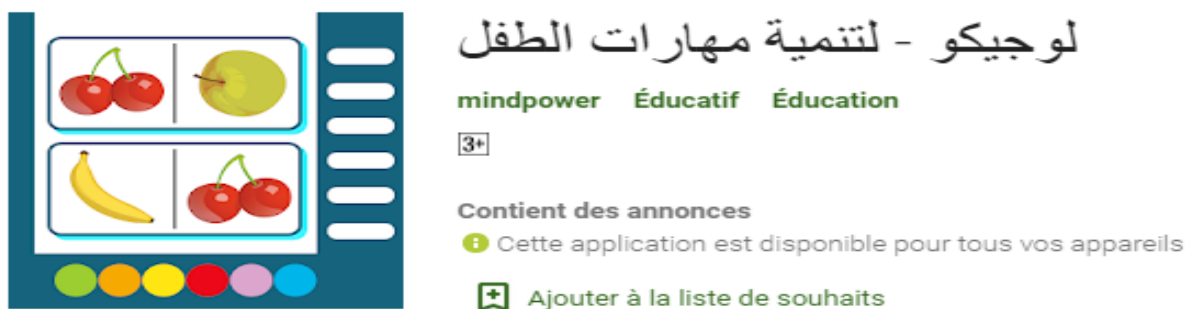 لوجيكو - لتنمية مهارات الطفل
mindpower Éducatif Éducation
3+
Contient des annonces
Cette application est disponible pour tous vos appareils
Ajouter à la liste de souhaits